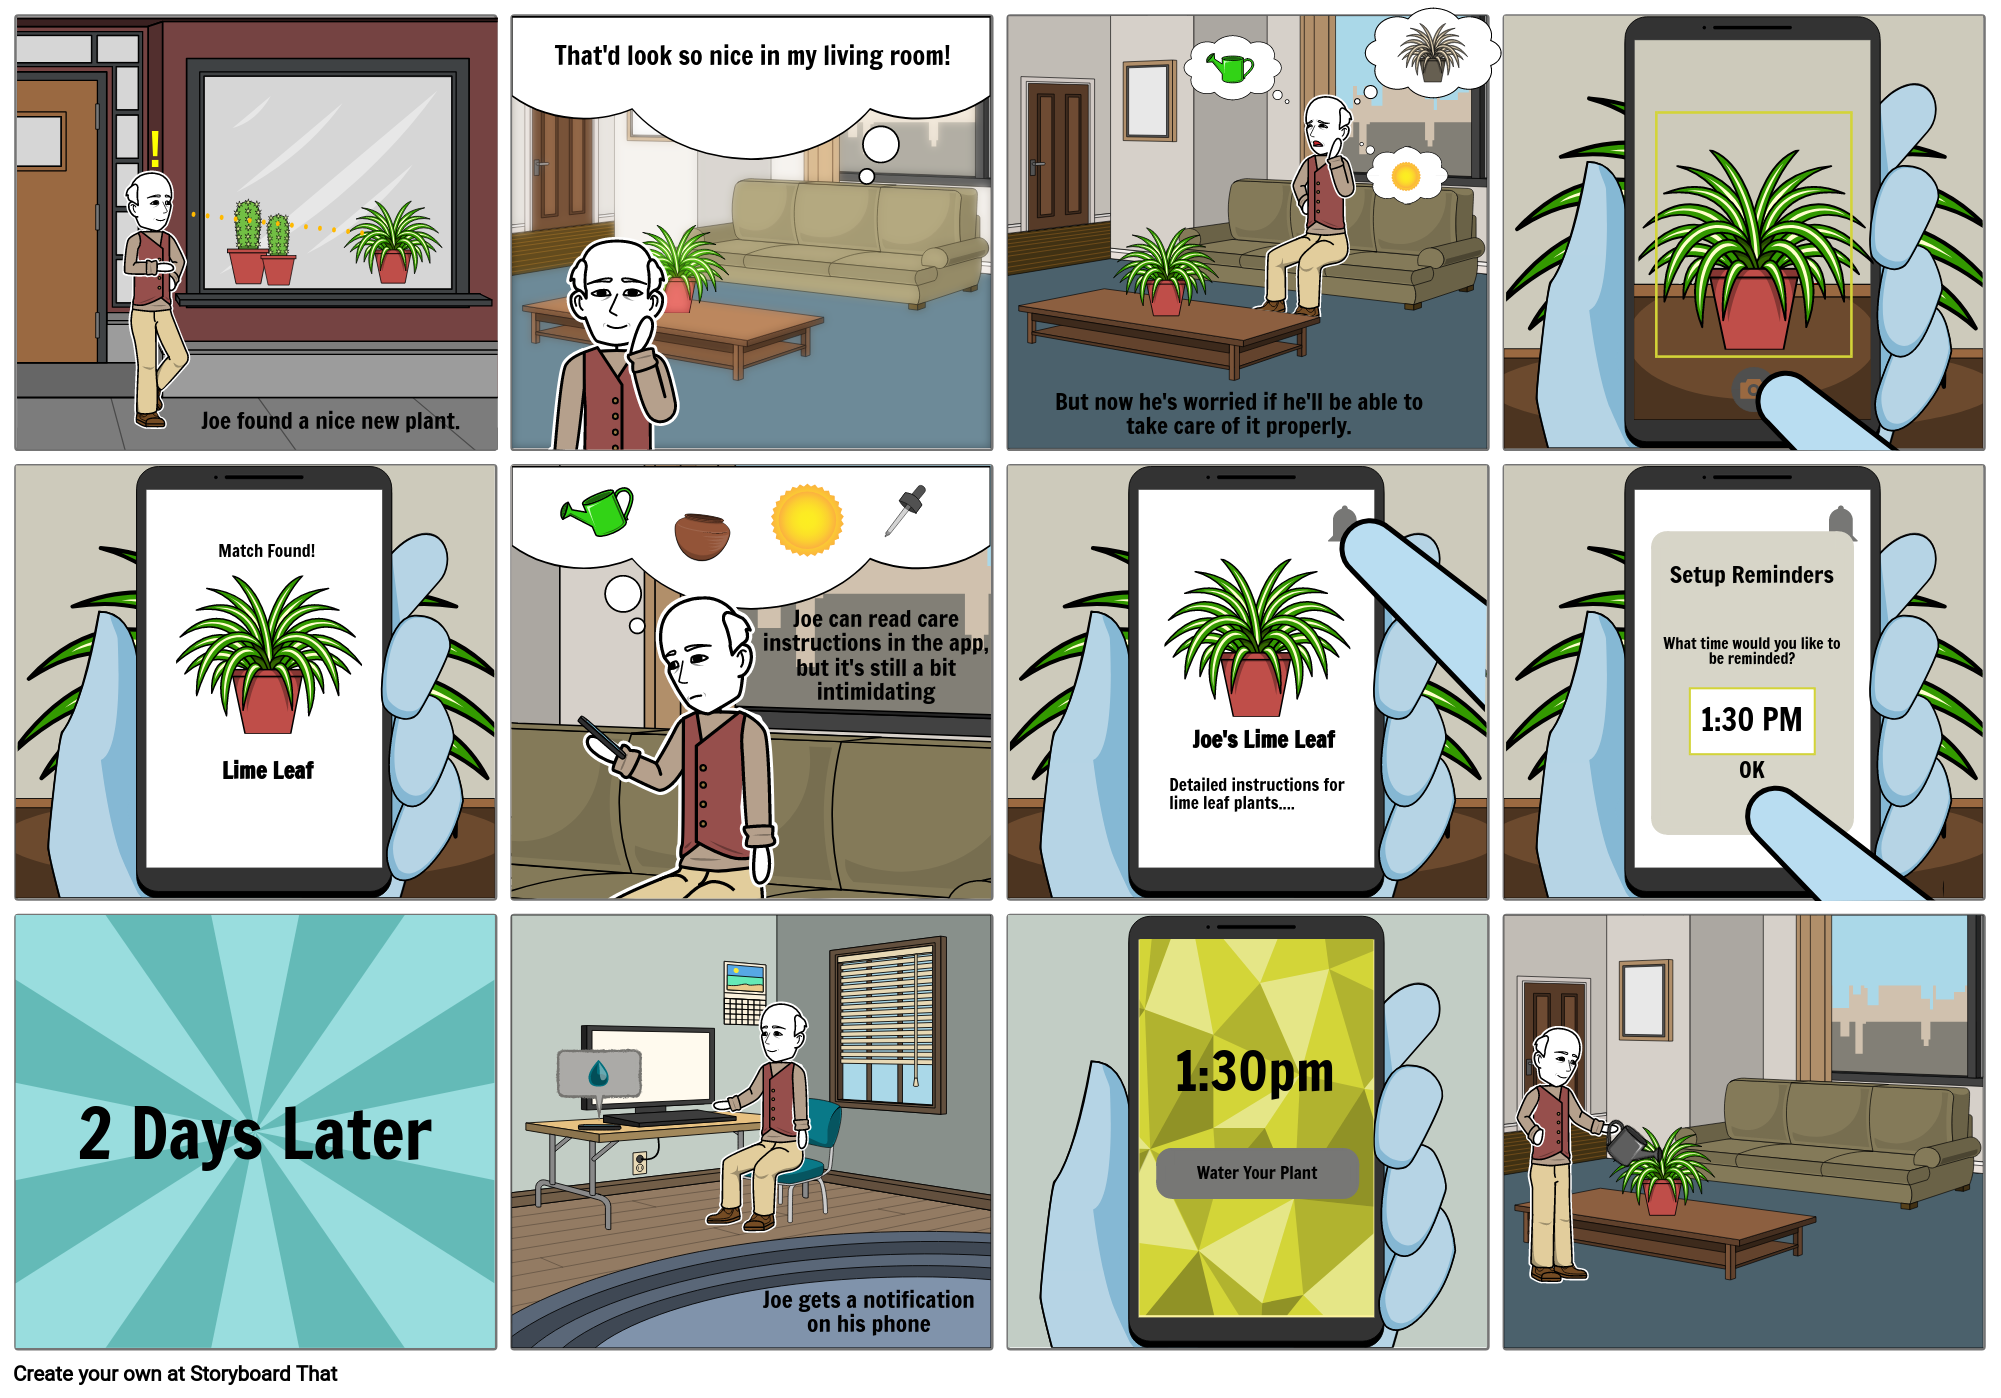 !
Joe found a nice new plant.
That'd look so nice in my living room!
But now he's worried if he'll be able to
take care of it properly.
Match Found!
Lime Leaf
Joe can read care
instructions in the app,
but it's still a bit
intimidating
Joe's Lime Leaf
Detailed instructions for
lime leaf plants....
Setup Reminders
What time would you like to
be reminded?
1:30 PM
OK
2 Days Later
Joe gets a notification
on his phone
1:30pm
Water Your Plant
Create your own at Storyboard That